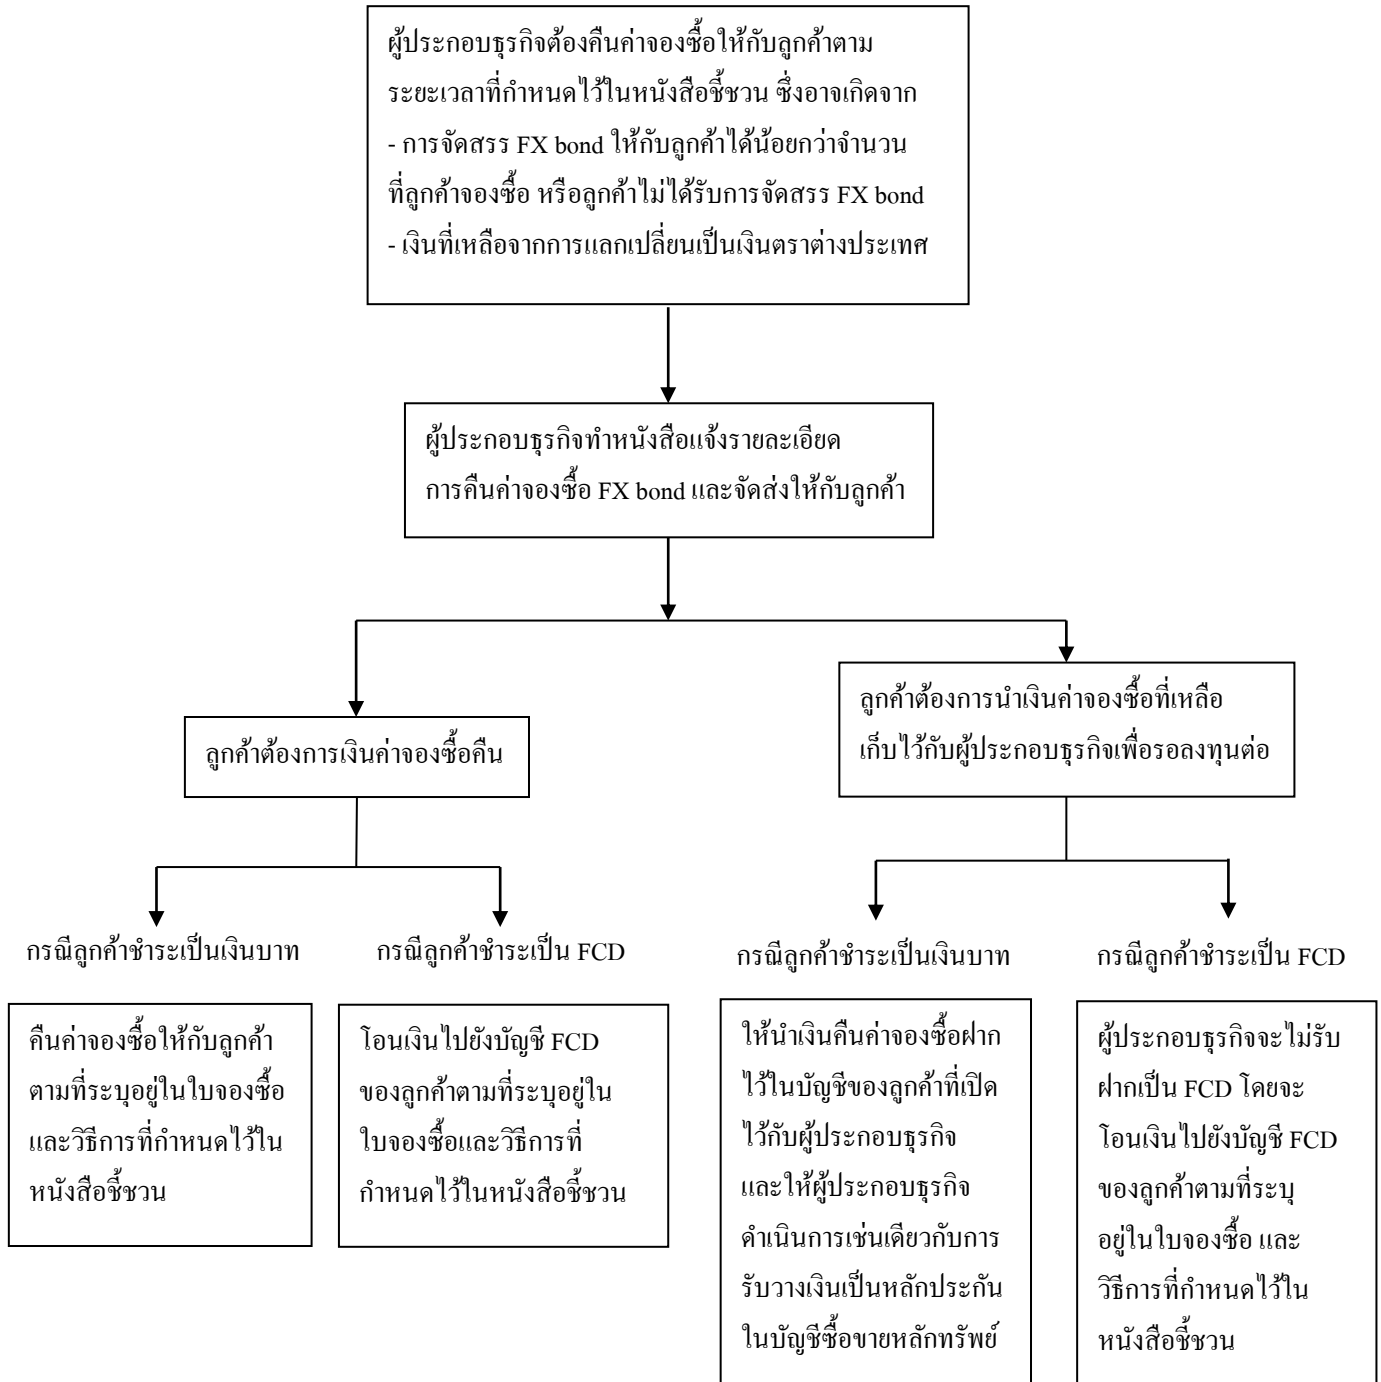 ผู้ประกอบธุรกิจต้องคืนค่าจองซื้อให้กับลูกค้าตาม
ระยะเวลาที่กำหนดไว้ในหนังสือชี้ชวน ซึ่งอาจเกิดจาก
- การจัดสรร FX bond ให้กับลูกค้าได้น้อยกว่าจำนวน
ที่ลูกค้าจองซื้อ หรือลูกค้าไม่ได้รับการจัดสรร FX bond
- เงินที่เหลือจากการแลกเปลี่ยนเป็นเงินตราต่างประเทศ
ผู้ประกอบธุรกิจทำหนังสือแจ้งรายละเอียด
การคืนค่าจองซื้อ FX bond และจัดส่งให้กับลูกค้า
ลูกค้าต้องการเงินค่าจองซื้อคืน
ลูกค้าต้องการนำเงินค่าจองซื้อที่เหลือ
เก็บไว้กับผู้ประกอบธุรกิจเพื่อรอลงทุนต่อ
กรณีลูกค้าชำระเป็นเงินบาท
คืนค่าจองซื้อให้กับลูกค้า
ตามที่ระบุอยู่ในใบจองซื้อ
และวิธีการที่กำหนดไว้ใน
หนังสือชี้ชวน
กรณีลูกค้าชำระเป็น FCD
โอนเงินไปยังบัญชี FCD
ของลูกค้าตามที่ระบุอยู่ใน
ใบจองซื้อและวิธีการที่
กำหนดไว้ในหนังสือชี้ชวน
กรณีลูกค้าชำระเป็นเงินบาท
ให้นำเงินคืนค่าจองซื้อฝาก
ไว้ในบัญชีของลูกค้าที่เปิด
ไว้กับผู้ประกอบธุรกิจ
และให้ผู้ประกอบธุรกิจ
ดำเนินการเช่นเดียวกับการ
รับวางเงินเป็นหลักประกัน
ในบัญชีซื้อขายหลักทรัพย์
กรณีลูกค้าชำระเป็น FCD
ผู้ประกอบธุรกิจจะไม่รับ
ฝากเป็น FCD โดยจะ
โอนเงินไปยังบัญชี FCD
ของลูกค้าตามที่ระบุ
อยู่ในใบจองซื้อ และ
วิธีการที่กำหนดไว้ใน
หนังสือชี้ชวน